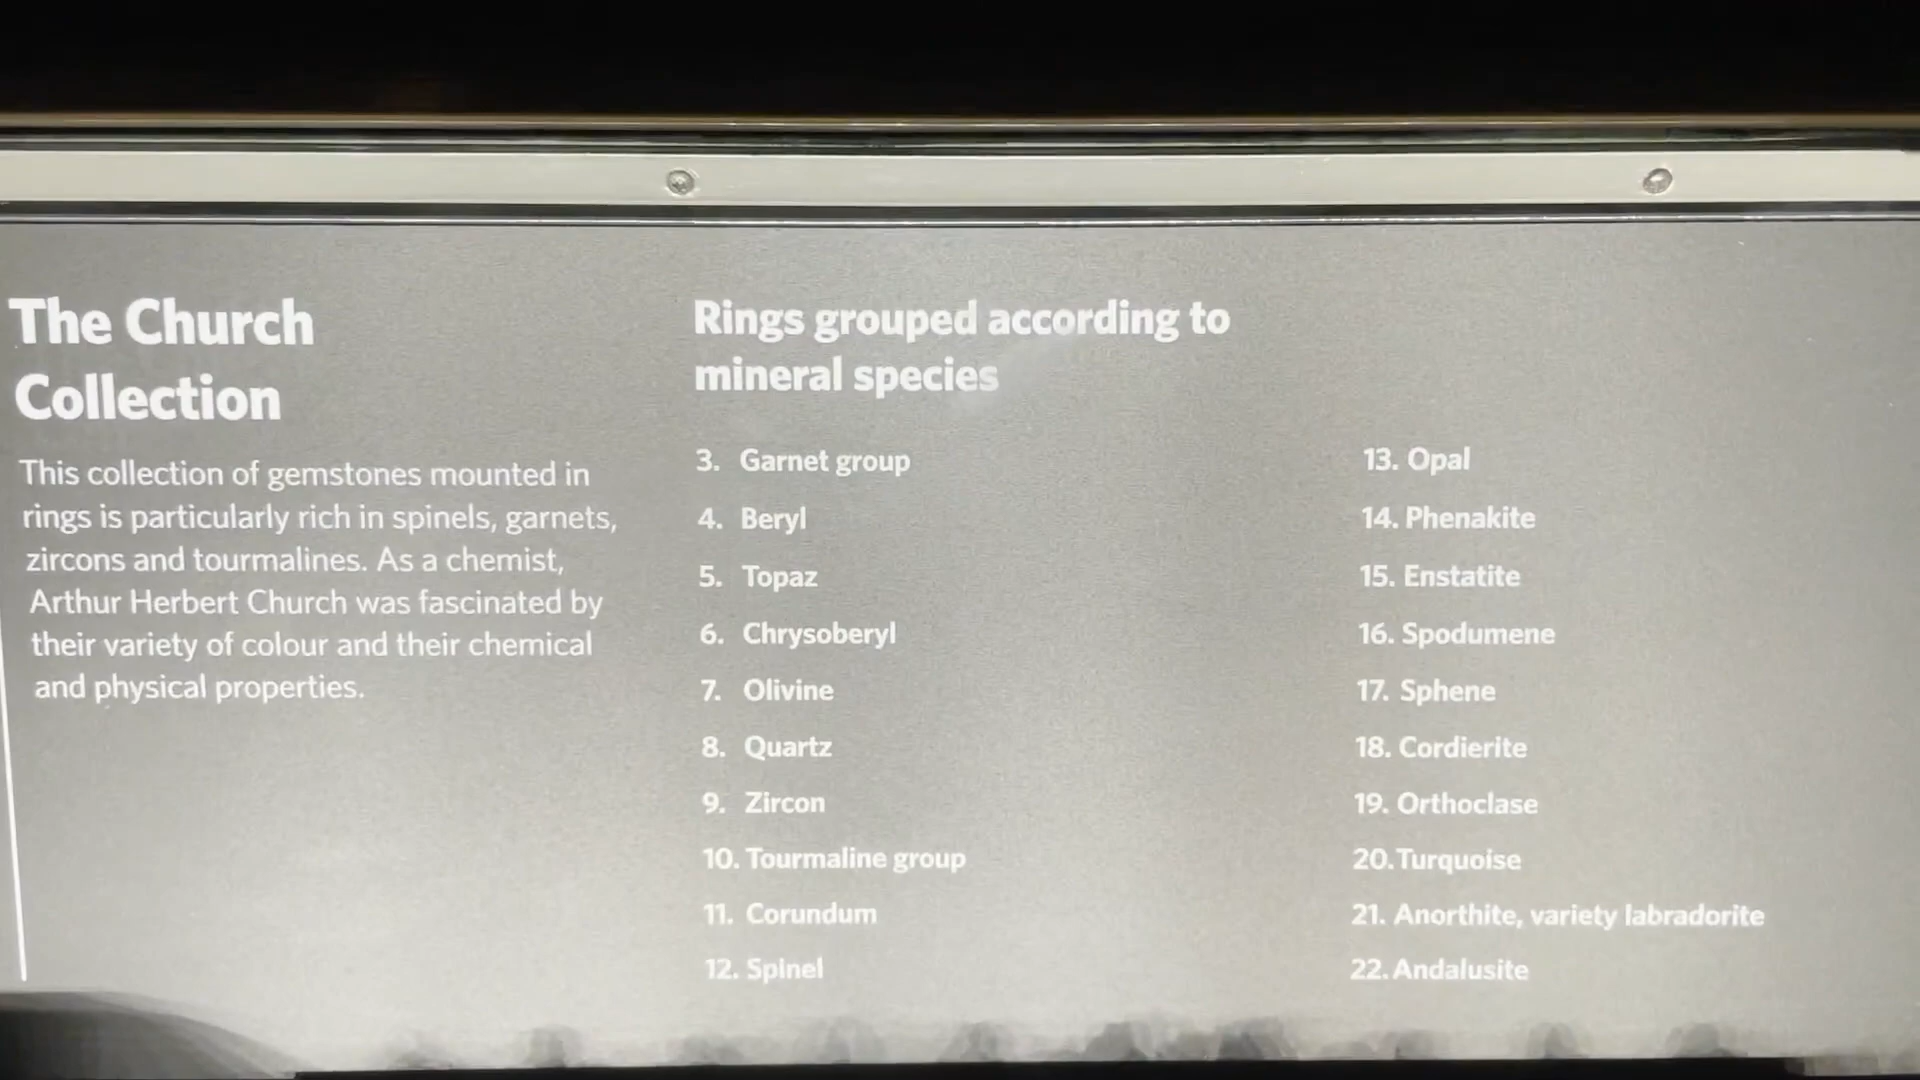 The Church
Collection
This collection of gemstones mounted in
rings is particularly rich in spinels, garnets,
zircons and tourmalines. As a chemist,
Arthur Herbert Church was fascinated by
their variety of colour and their chemical
and physical properties.
Rings grouped according to
mineral species
3. Garnet group
4. Beryl
5. Topaz
6. Chrysoberyl
7. Olivine
8. Quartz
9. Zircon
10. Tourmaline group
11. Corundum
12. Spinel
13. Opal
14. Phenakite
15. Enstatite
16. Spodumene
17. Sphene
18. Cordierite
19. Orthoclase
20. Turquoise
21. Anorthite, variety labradorite
22. Andalusite